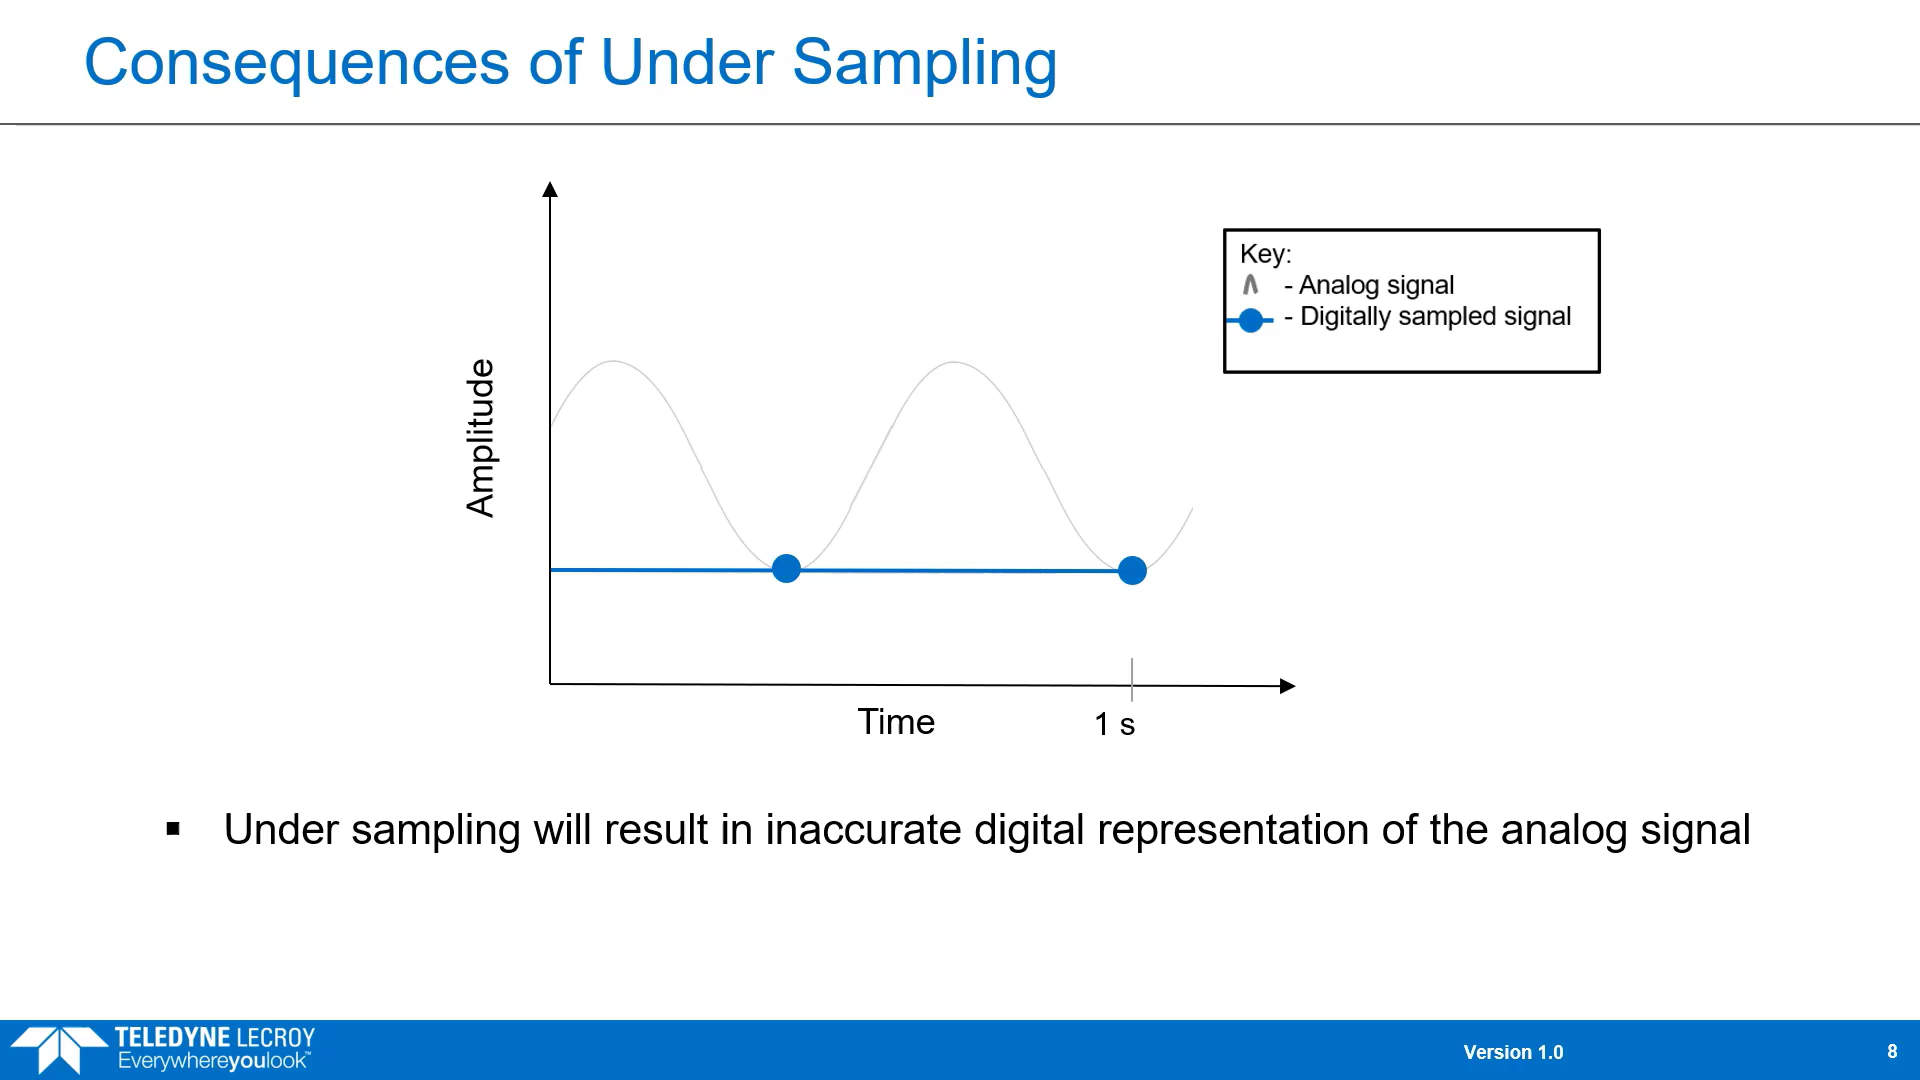 Consequences of Under Sampling
Key:
- Analog signal
- Digitally sampled signal
Amplitude
Time
1 s
▪ Under sampling will result in inaccurate digital representation of the analog signal
TELEDYNE LECROY
Everywhereyoulook™
Version 1.0
8